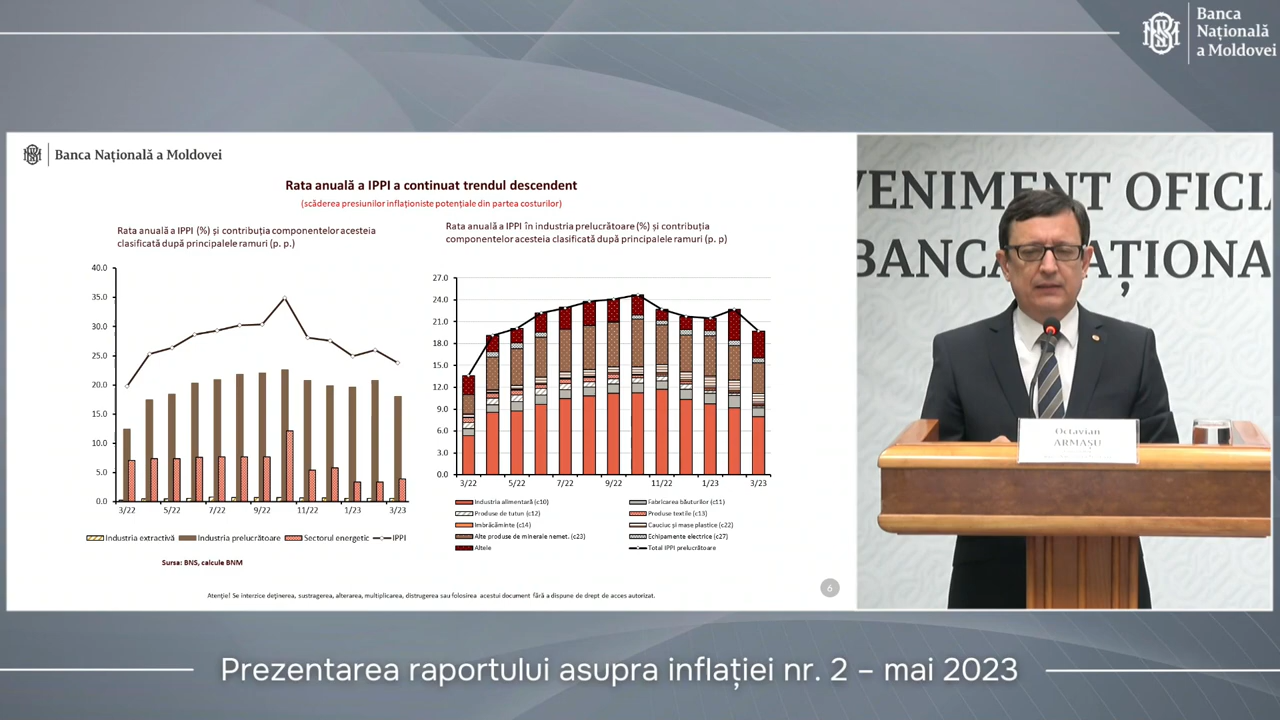 Banca
Națională
a Moldovei
Banca Națională a Moldovei
Rata anuală a IPPI a continuat trendul descendent
(scăderea presiunilor inflaționiste potențiale din partea costurilor)
Rata anuală a IPPI (%) și contribuția componentelor acesteia
clasificată după principalele ramuri (p. p.)
40.0
35.0
30.0
25.0
20.0
15.0
10.0
5.0
0.0
3/22 5/22 7/22 9/22 11/22 1/23 3/23
Industria extractivă Industria prelucrătoare Sectorul energetic IPPI
Sursa: BNS, calcule BNM
Rata anuală a IPPI în industria prelucrătoare (%) și contribuția
componentelor acesteia clasificată după principalele ramuri (p. p)
27.0
24.0
21.0
18.0
15.0
12.0
9.0
6.0
3.0
0.0
3/22 5/22 7/22 9/22 11/22 1/23 3/23
Industria alimentară (c10) Fabricarea băuturilor (c11)
Produse de tutun (c12) Produse textile (c13)
Imbrăcăminte (c14) Cauciuc și mase plastice (c22)
Alte produse de minerale nemet. (c23) Echipamente electrice (c27)
Altele Total IPPI prelucrătoare
6
Atenție! Se interzice deținerea, sustragerea, alterarea, multiplicarea, distrugerea sau folosirea acestui document fără a dispune de drept de acces autorizat.
VENIMENT OFICI
BANCA NAȚIONA
Octavian
ARMAȘU
Prezentarea raportului asupra inflației nr. 2 – mai 2023